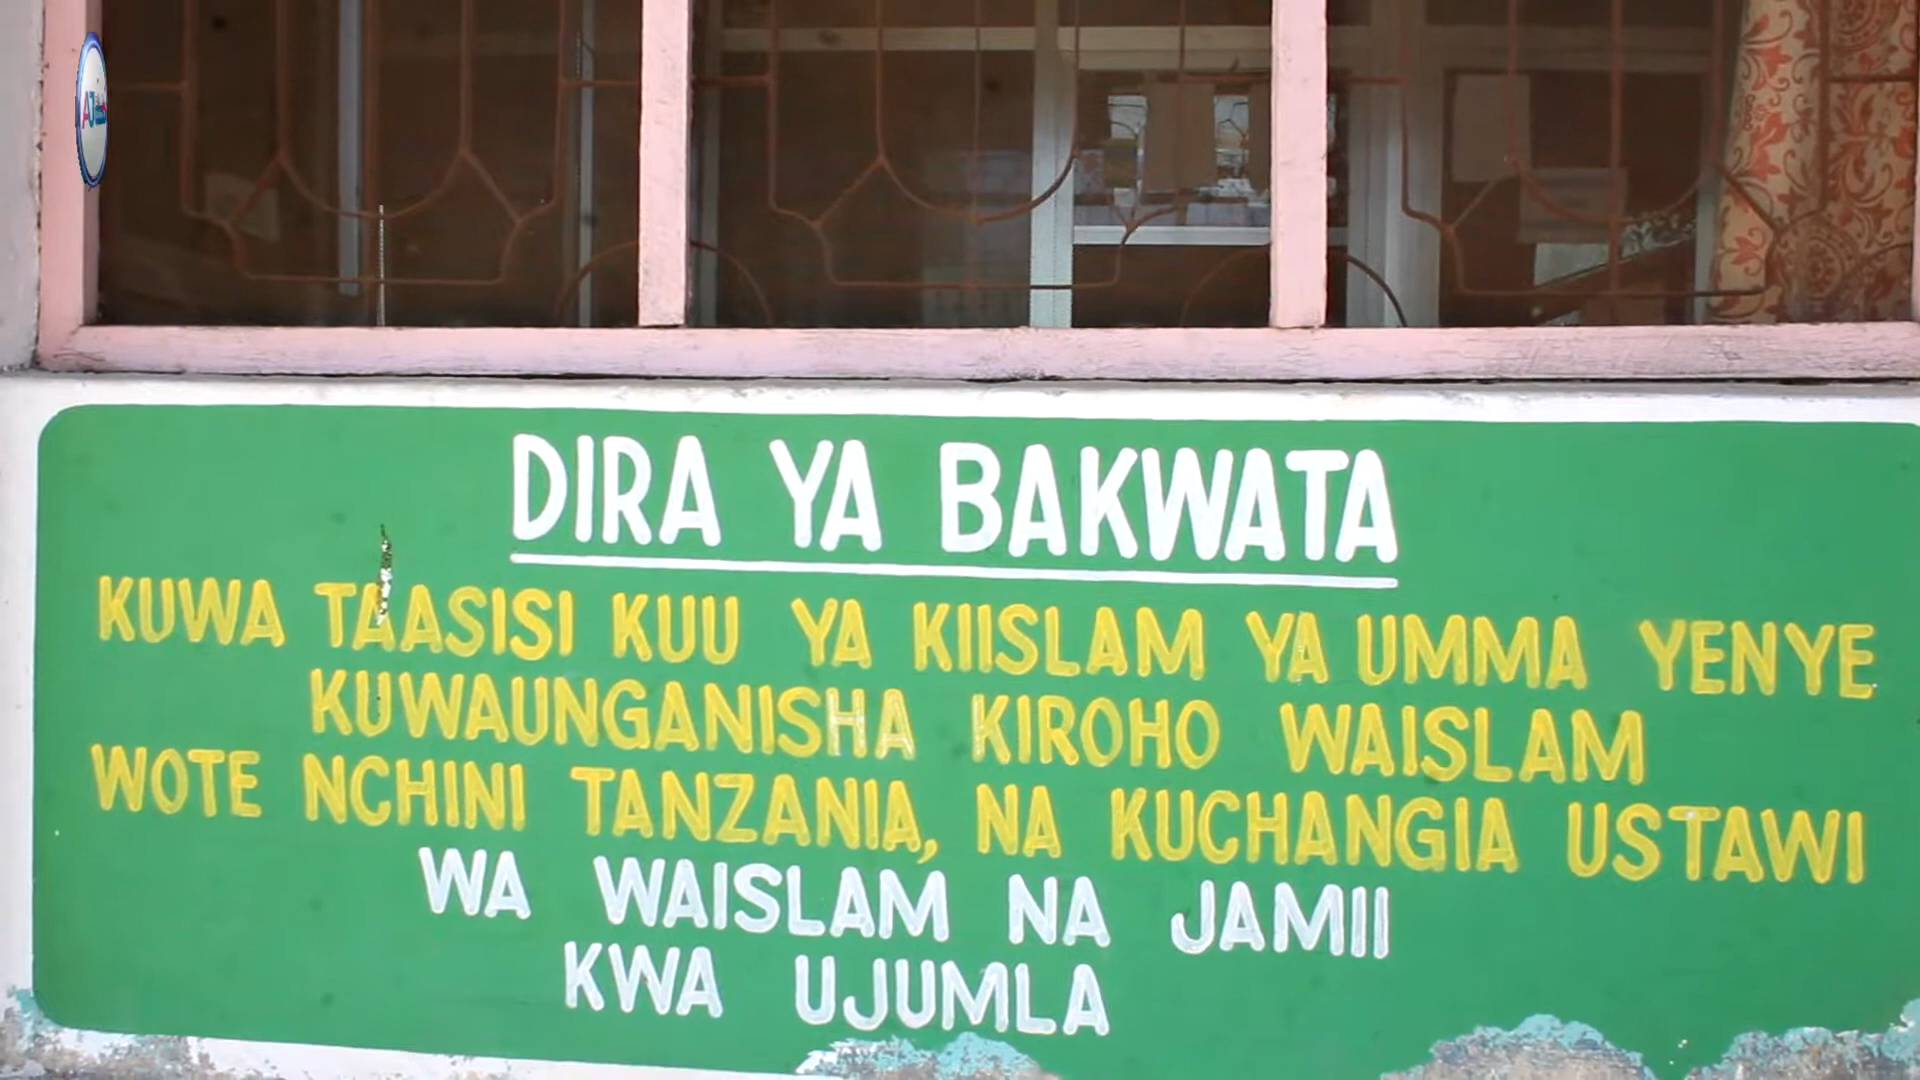 DIRA YA BAKWATA
KUWA TAASISI KUU YA KIISLAM YA UMMA YENYE
KUWAUNGANISHA KIROHO WAISLAM
WOTE NCHINI TANZANIA, NA KUCHANGIA USTAWI
WA WAISLAM NA JAMII
KWA UJUMLA